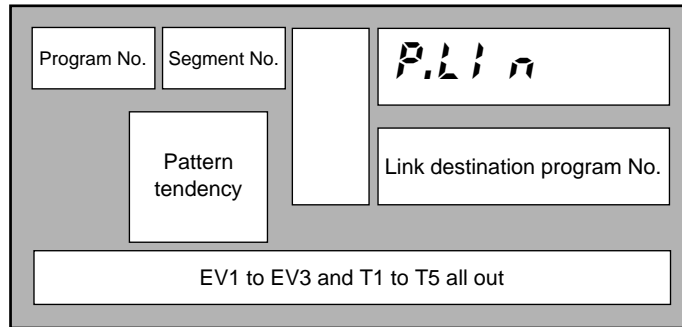 Program No.
Segment No.
P.LI n
Pattern
tendency
Link destination program No.
EV1 to EV3 and T1 to T5 all out